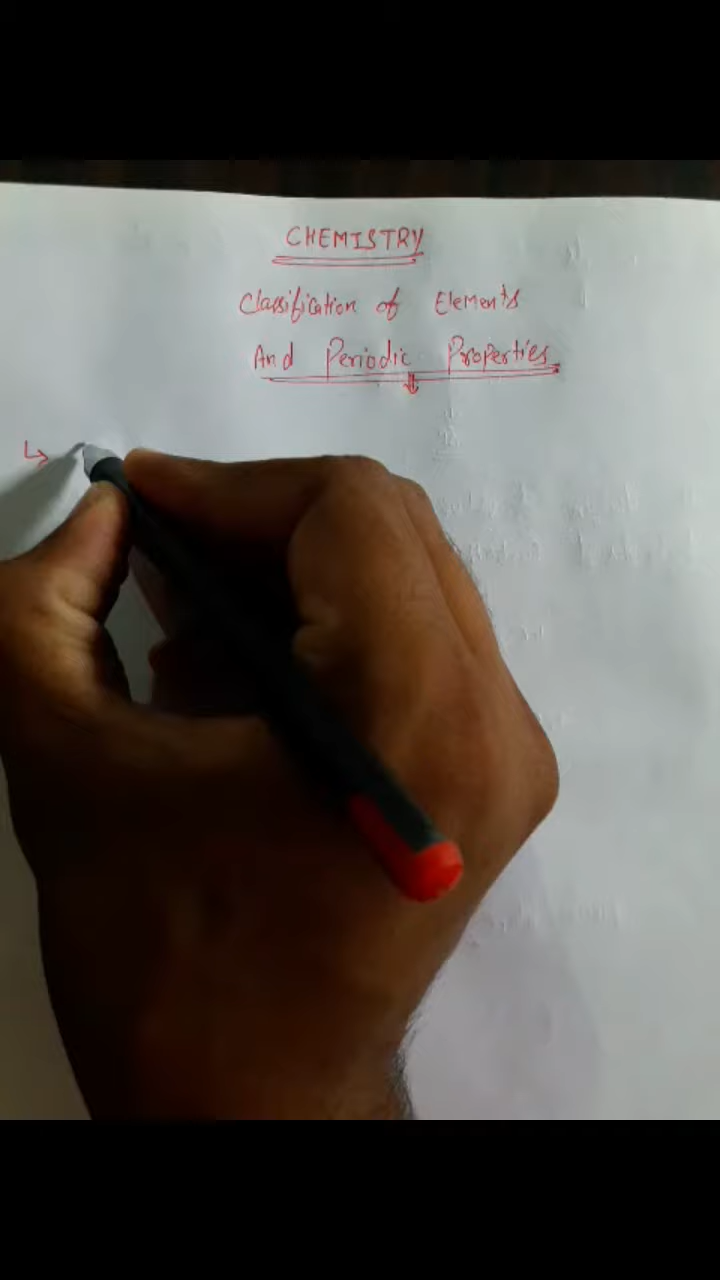 CHEMISTRY
Classification of Elements
And Periodic Properties